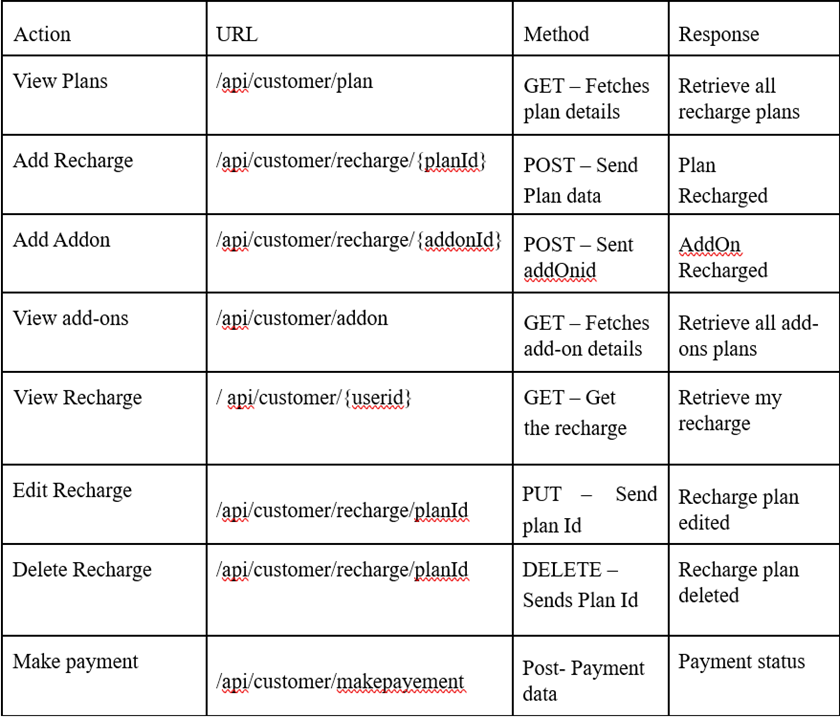 Action URL Method Response
View Plans /api/customer/plan GET – Fetches Retrieve all
plan details recharge plans
Add Recharge /api/customer/recharge/{planId} POST – Send Plan
Plan data Recharged
Add Addon /api/customer/recharge/{addonId} POST – Sent AddOn
addOnid Recharged
View add-ons /api/customer/addon GET – Fetches Retrieve all add-
add-on details ons plans
View Recharge / api/customer/{userid} GET – Get Retrieve my
the recharge recharge
Edit Recharge /api/customer/recharge/planId PUT – Send Recharge plan
plan Id edited
Delete Recharge /api/customer/recharge/planId DELETE – Recharge plan
Sends Plan Id deleted
Make payment /api/customer/makepayement Post- Payment Payment status
data